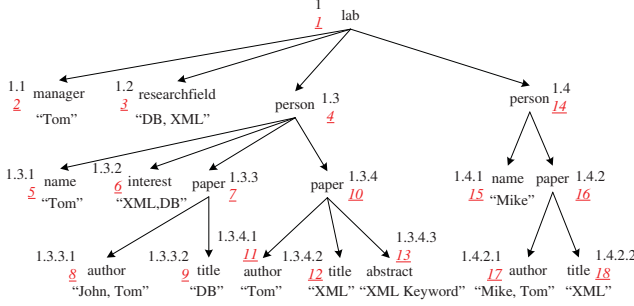 1
1 lab
1.1 manager
2
"Tom"
1.2 researchfield
3
"DB, XML"
person 1.3
4
person 1.4
14
1.3.1 name
5
"Tom"
1.3.2 interest
6
"XML,DB"
paper 1.3.3
7
paper 1.3.4
10
1.4.1 name
15 "Mike"
paper 1.4.2
16
1.3.3.1 author
8
"John, Tom"
1.3.3.2 title
9
"DB"
1.3.4.1
11
author
"Tom"
1.3.4.2 title
12
"XML"
1.3.4.3
13
abstract
"XML Keyword"
1.4.2.1
17 author
"Mike, Tom"
1.4.2.2
title 18
"XML"